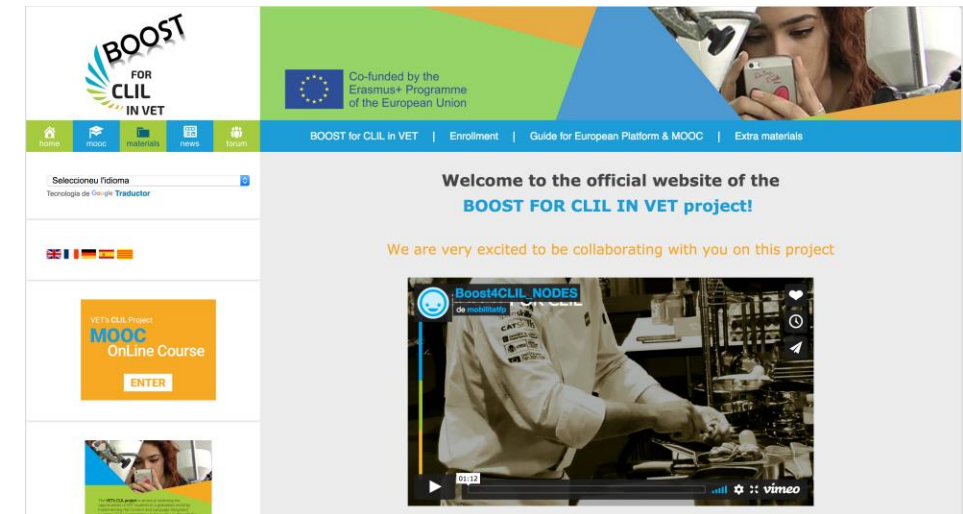 BOOST
FOR
CLIL
IN VET
Co-funded by the
Erasmus+ Programme
of the European Union
home
mooc
materials
news
forum
BOOST for CLIL in VET | Enrollment | Guide for European Platform & MOOC | Extra materials
Seleccioneu l'idioma
Tecnologia de Google Traductor
Welcome to the official website of the
BOOST FOR CLIL IN VET project!
We are very excited to be collaborating with you on this project
Boost4CLIL_NODES
de mobilitatfp
01:12
vimeo
VET's CLIL Project
MOOC
OnLine Course
ENTER